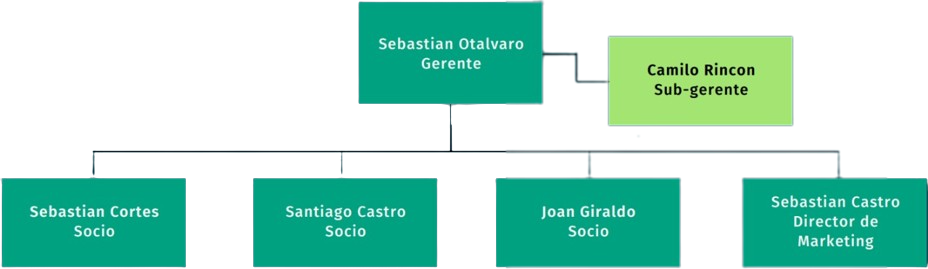 Sebastian Otalvaro
Gerente
Camilo Rincon
Sub-gerente
Sebastian Cortes
Socio
Santiago Castro
Socio
Joan Giraldo
Socio
Sebastian Castro
Director de
Marketing